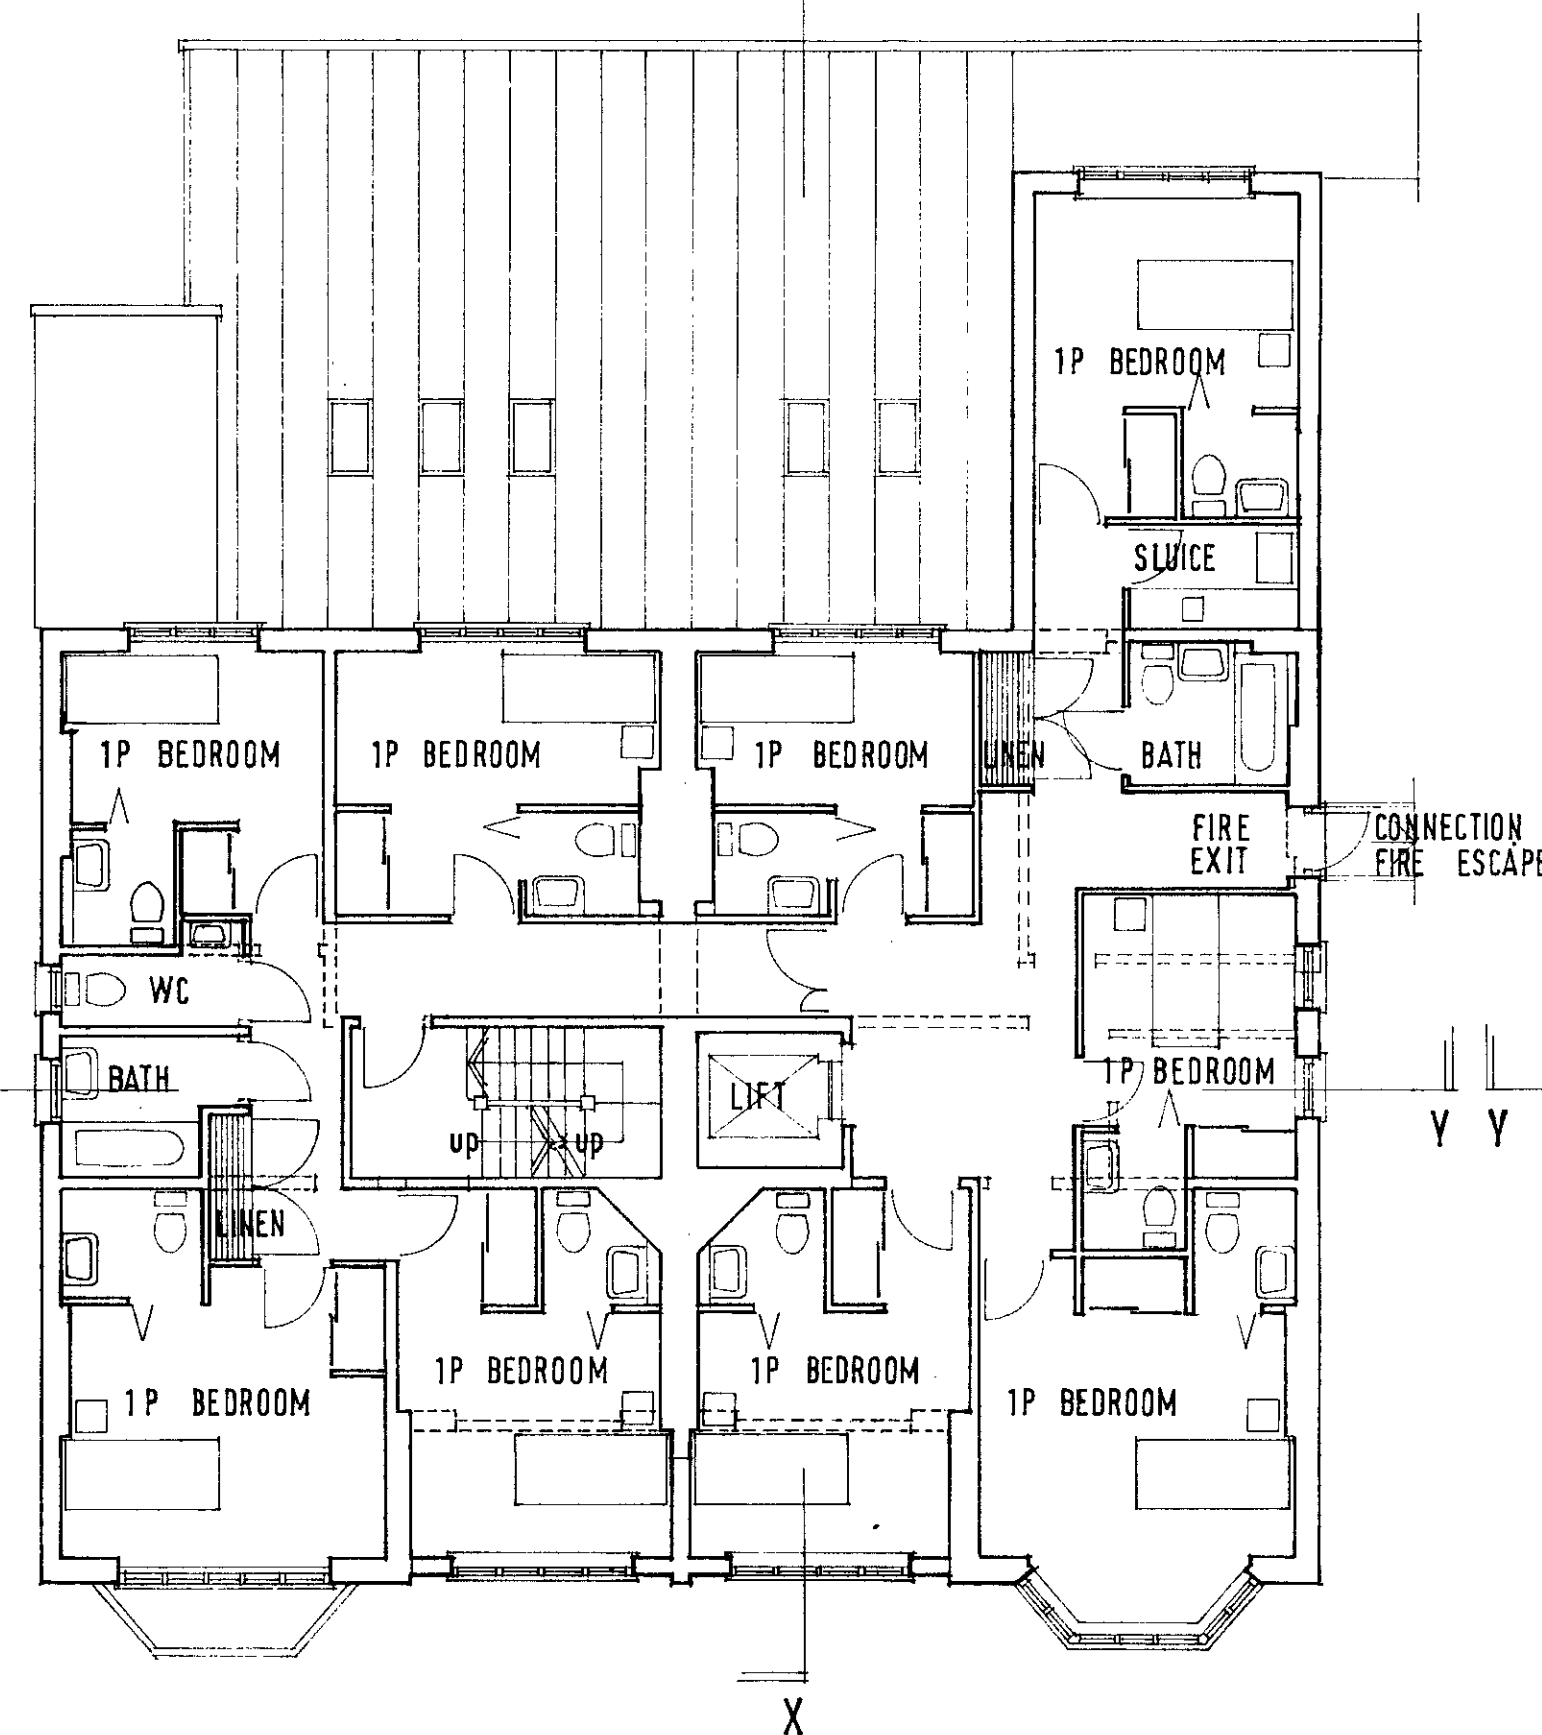 1P BEDROOM
SLUICE
1P BEDROOM
1P BEDROOM
1P BEDROOM
LINEN
BATH
FIRE
EXIT
CONNECTION
FIRE ESCAPE
WC
BATH
LIFT
1P BEDROOM
Y Y
up up
LINEN
1P BEDROOM
1P BEDROOM
1P BEDROOM
1P BEDROOM
X